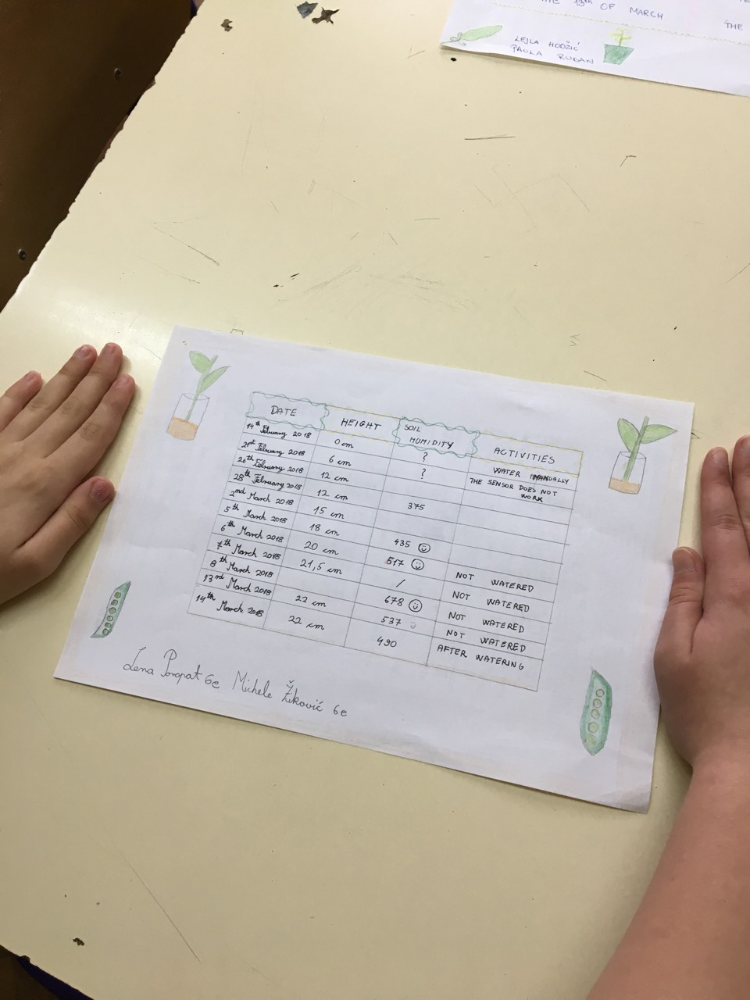 13th OF MARCH
THE
LEJLA HODŽIĆ
PAULA RUDAN
DATE HEIGHT SOIL HUMIDITY ACTIVITIES
14th February 2018 0 cm ? WATER MANUALLY
21st February 2018 6 cm ? THE SENSOR DOES NOT WORK
26th February 2018 12 cm
28th February 2018 12 cm 375
2nd March 2018 15 cm
5th March 2018 18 cm 435
6th March 2018 20 cm 517 NOT WATERED
7th March 2018 21,5 cm / NOT WATERED
8th March 2018 678 NOT WATERED
13rd March 2018 22 cm 537 NOT WATERED
14th March 2018 22 cm 490 AFTER WATERING
Lena Poropat 6e Michele Žiković 6e